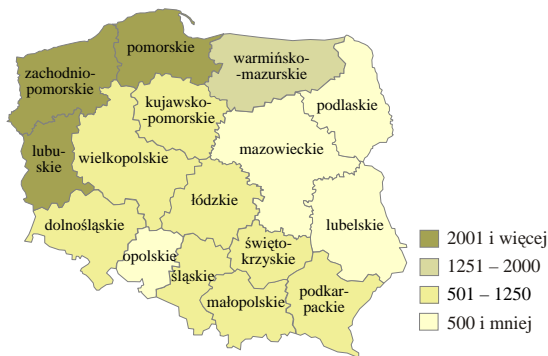 pomorskie
zachodnio-
pomorskie
warmińsko-
-mazurskie
podlaskie
kujawsko-
-pomorskie
lubu-
skie
wielkopolskie
mazowieckie
łódzkie
lubelskie
dolnośląskie
opolskie
śląskie
święto-
krzyskie
małopolskie
podkar-
packie
2001 i więcej
1251 – 2000
501 – 1250
500 i mniej